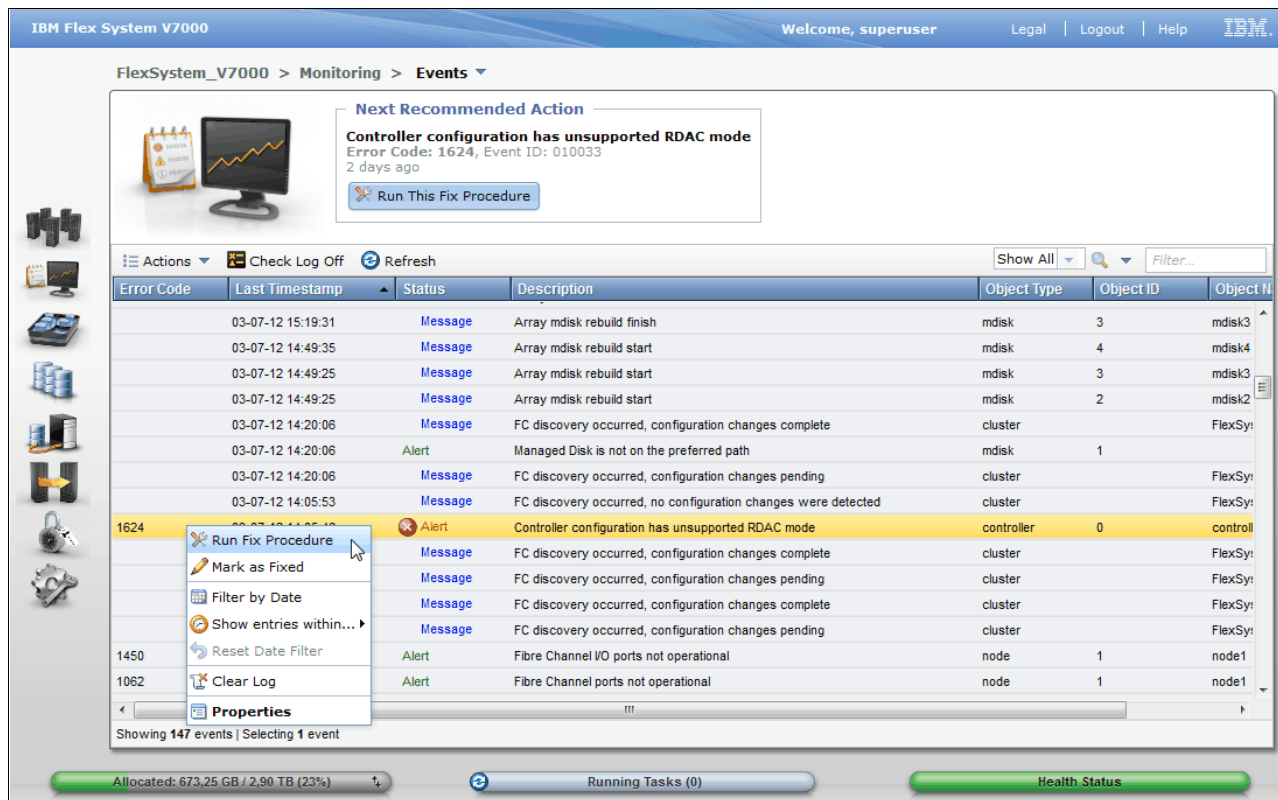 IBM Flex System V7000 Welcome, superuser Legal | Logout | Help IBM.
FlexSystem_V7000 > Monitoring > Events
Next Recommended Action
Controller configuration has unsupported RDAC mode
Error Code: 1624, Event ID: 010033
2 days ago
Run This Fix Procedure
Actions Check Log Off Refresh Show All Filter...
Error Code Last Timestamp Status Description Object Type Object ID Object N
03-07-12 15:19:31 Message Array mdisk rebuild finish mdisk 3 mdisk3
03-07-12 14:49:35 Message Array mdisk rebuild start mdisk 4 mdisk4
03-07-12 14:49:25 Message Array mdisk rebuild start mdisk 3 mdisk3
03-07-12 14:49:25 Message Array mdisk rebuild start mdisk 2 mdisk2
03-07-12 14:20:06 Message FC discovery occurred, configuration changes complete cluster FlexSy
03-07-12 14:20:06 Alert Managed Disk is not on the preferred path mdisk 1
03-07-12 14:20:06 Message FC discovery occurred, configuration changes pending cluster FlexSy
03-07-12 14:05:53 Message FC discovery occurred, no configuration changes were detected cluster FlexSy
1624 Alert Controller configuration has unsupported RDAC mode controller 0 controll
Message FC discovery occurred, configuration changes complete cluster FlexSy
Message FC discovery occurred, configuration changes pending cluster FlexSy
Message FC discovery occurred, configuration changes complete cluster FlexSy
Message FC discovery occurred, configuration changes pending cluster FlexSy
1450 Alert Fibre Channel I/O ports not operational node 1 node1
1062 Alert Fibre Channel ports not operational node 1 node1
Run Fix Procedure
Mark as Fixed
Filter by Date
Show entries within...
Reset Date Filter
Clear Log
Properties
Showing 147 events | Selecting 1 event
Allocated: 673,25 GB / 2,90 TB (23%) Running Tasks (0) Health Status